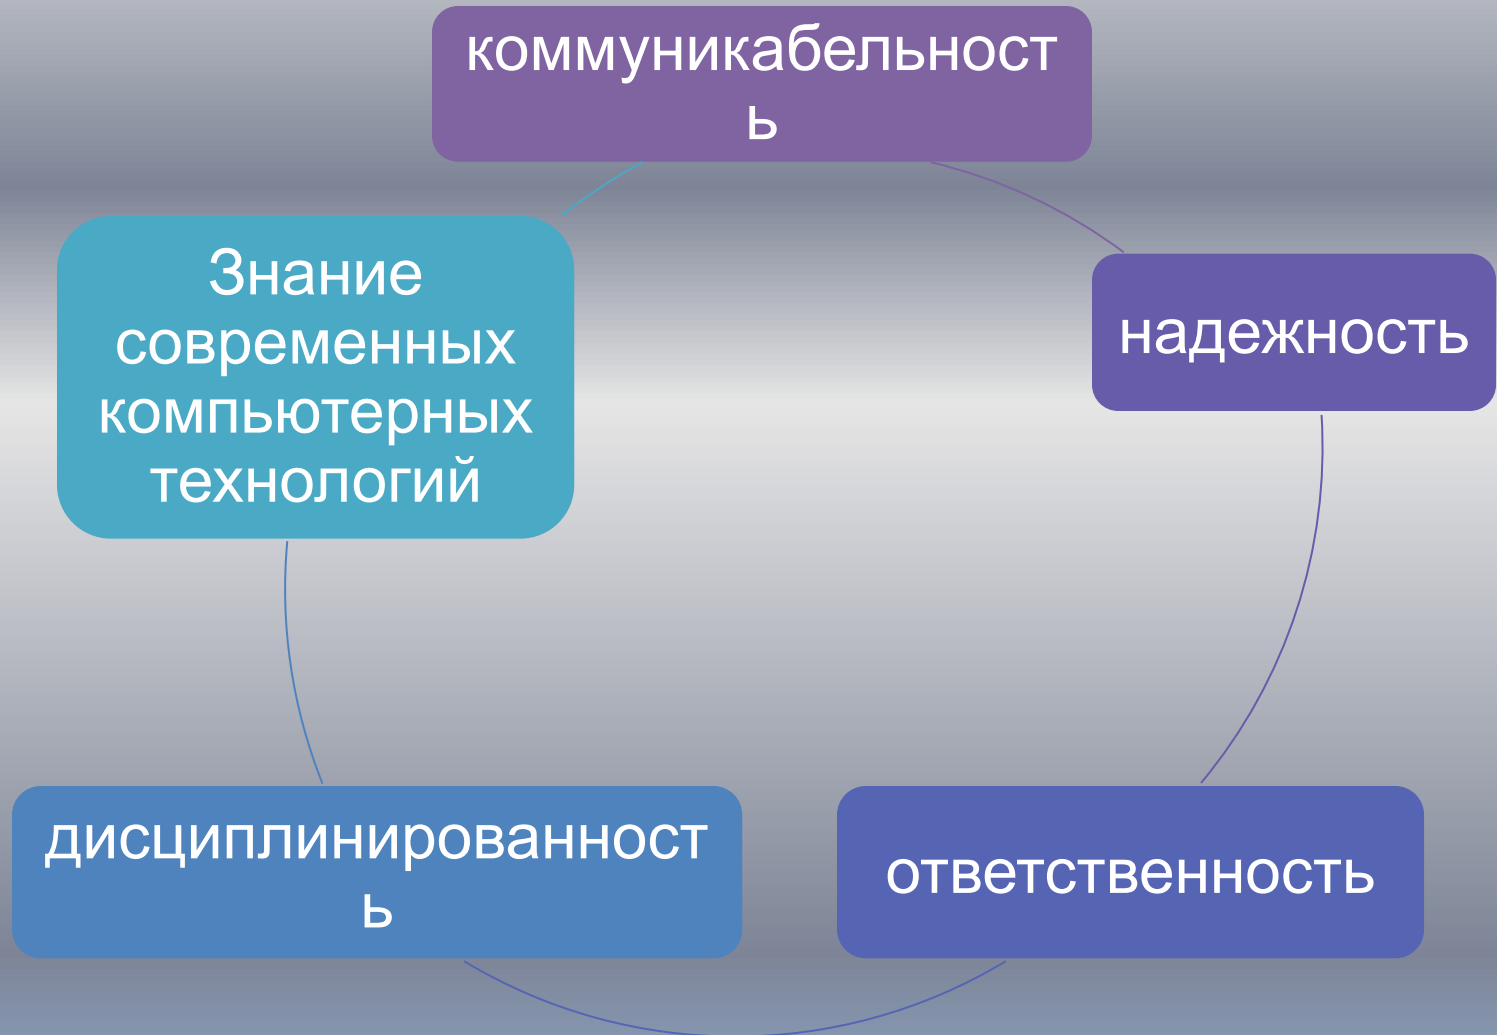 коммуникабельност
ь
надежность
ответственность
дисциплинированност
ь
Знание
современных
компьютерных
технологий